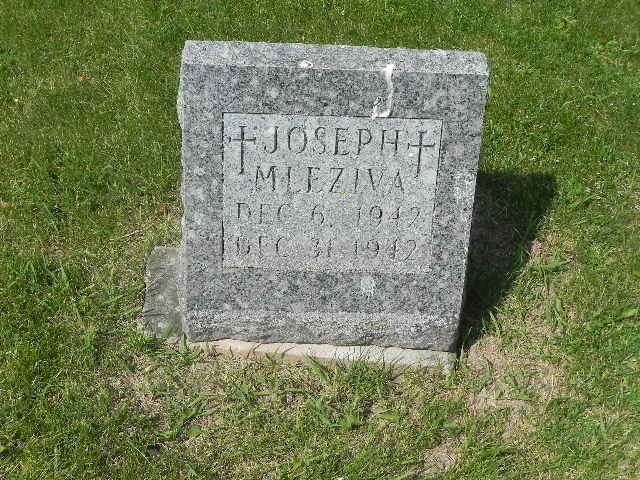 JOSEPH
MLEZIVA
DEC 6, 1942
DEC 31 1942